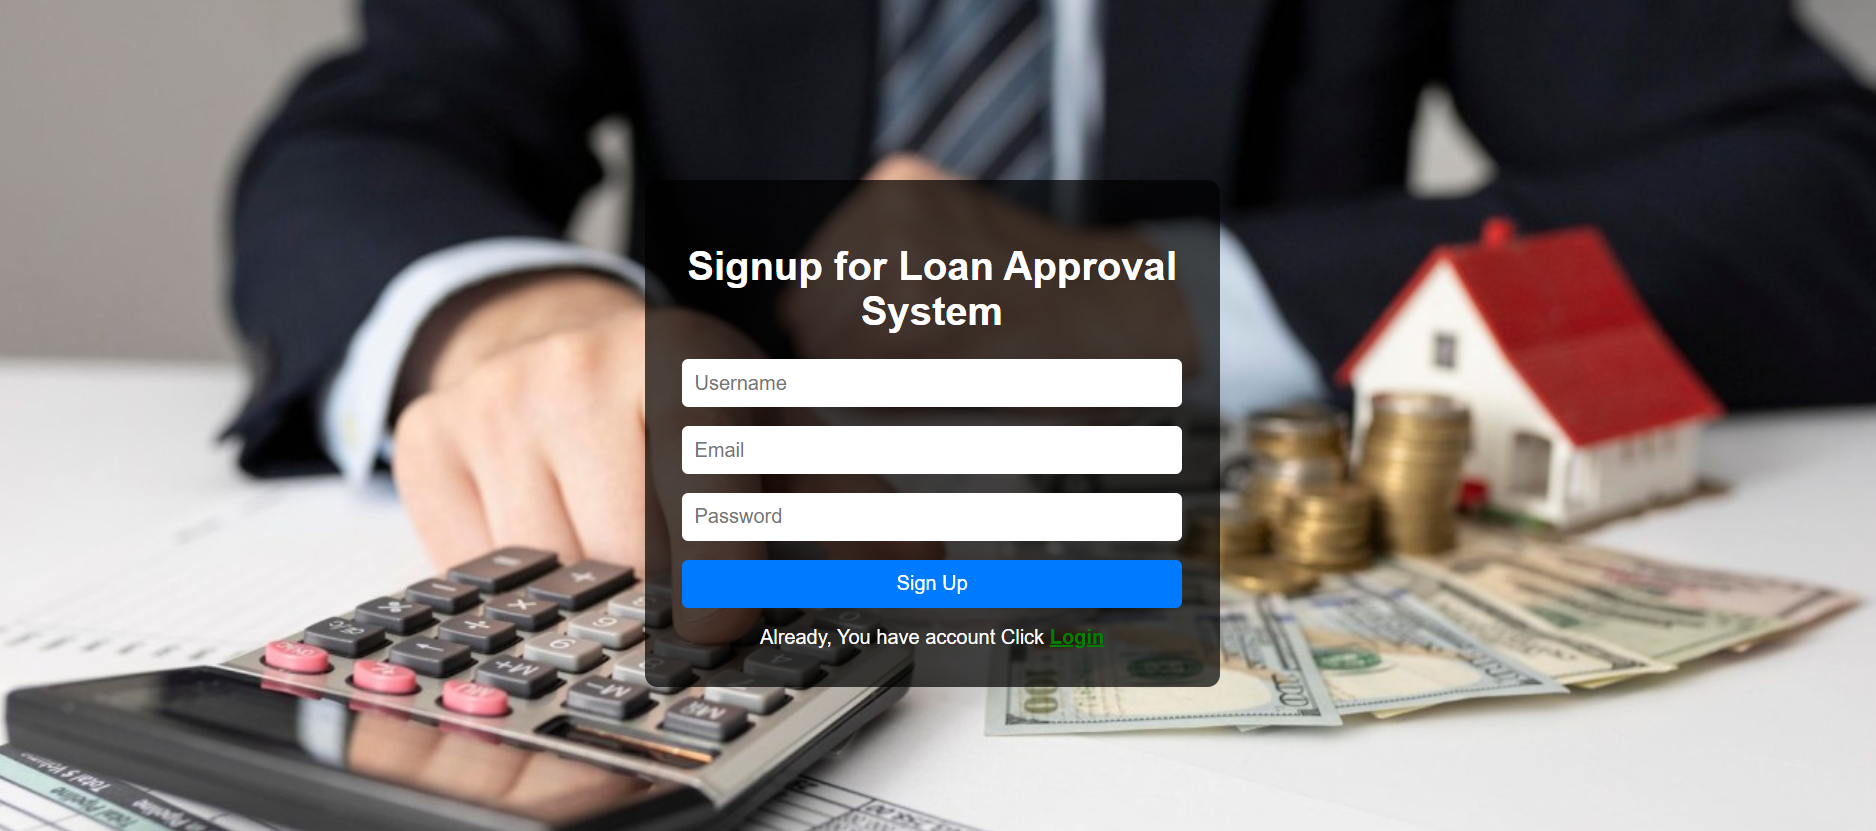 Signup for Loan Approval
System
Username
Email
Password
Sign Up
Already, You have account Click Login